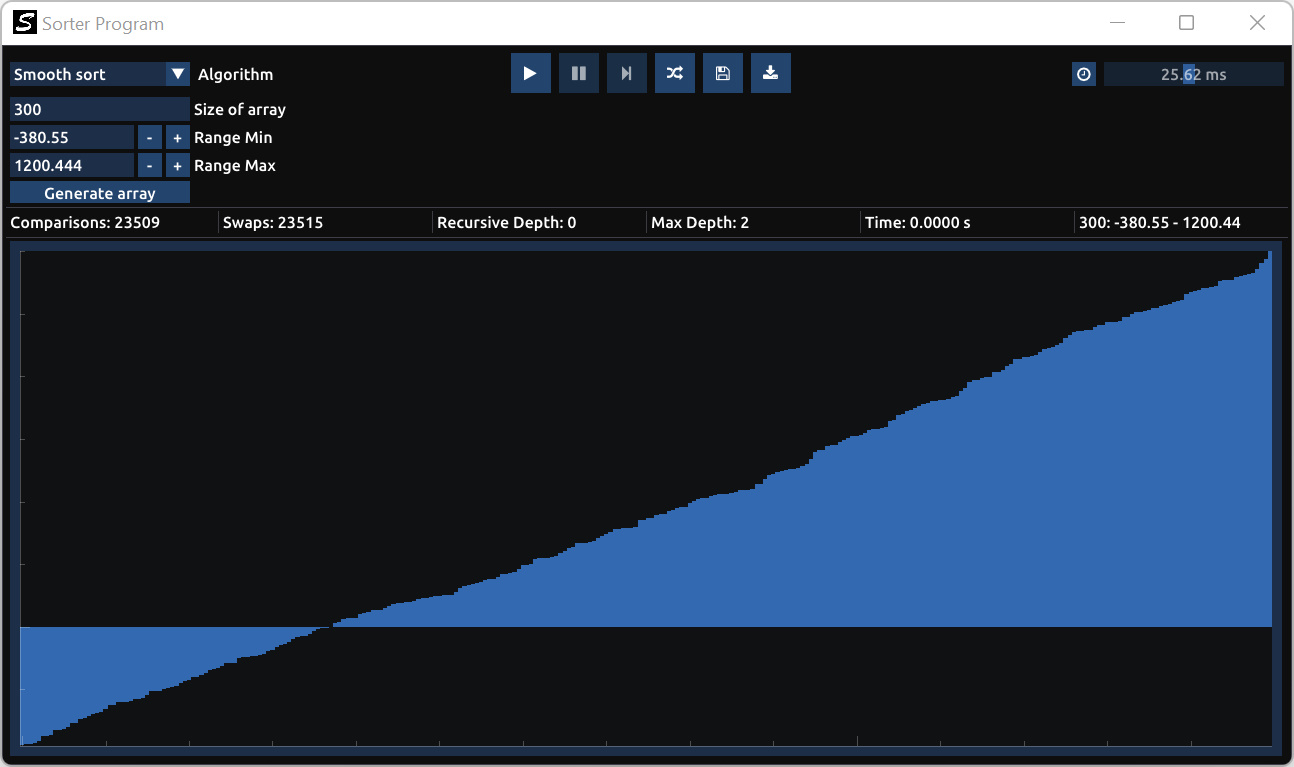 S Sorter Program
Smooth sort Algorithm 25.62 ms
300 Size of array
-380.55 - + Range Min
1200.444 - + Range Max
Generate array
Comparisons: 23509 Swaps: 23515 Recursive Depth: 0 Max Depth: 2 Time: 0.0000 s 300: -380.55 - 1200.44